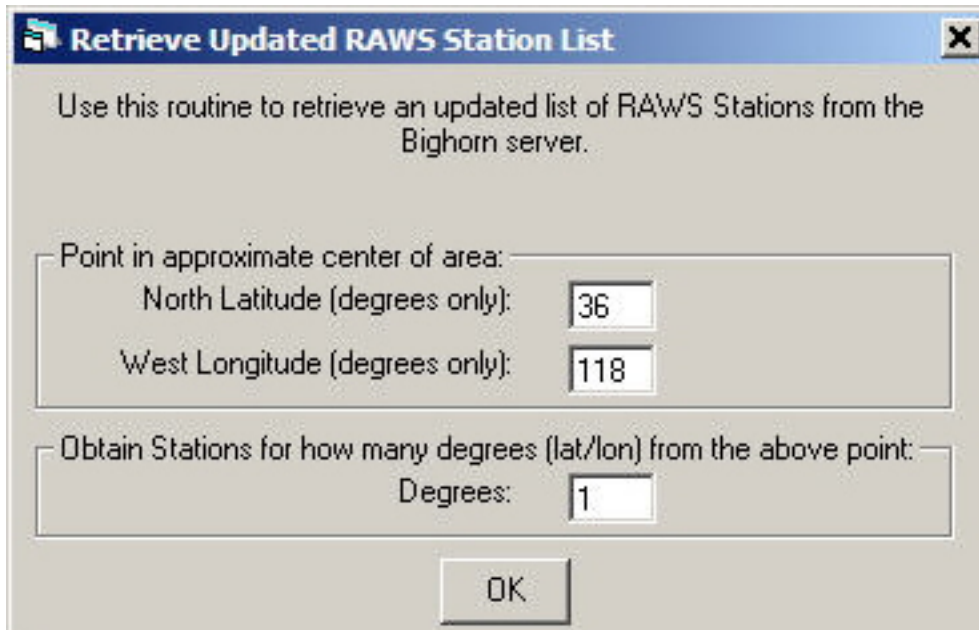 Retrieve Updated RAWS Station List
Use this routine to retrieve an updated list of RAWS Stations from the
Bighorn server.
Point in approximate center of area:
North Latitude (degrees only): 36
West Longitude (degrees only): 118
Obtain Stations for how many degrees (lat/lon) from the above point:
Degrees: 1
OK